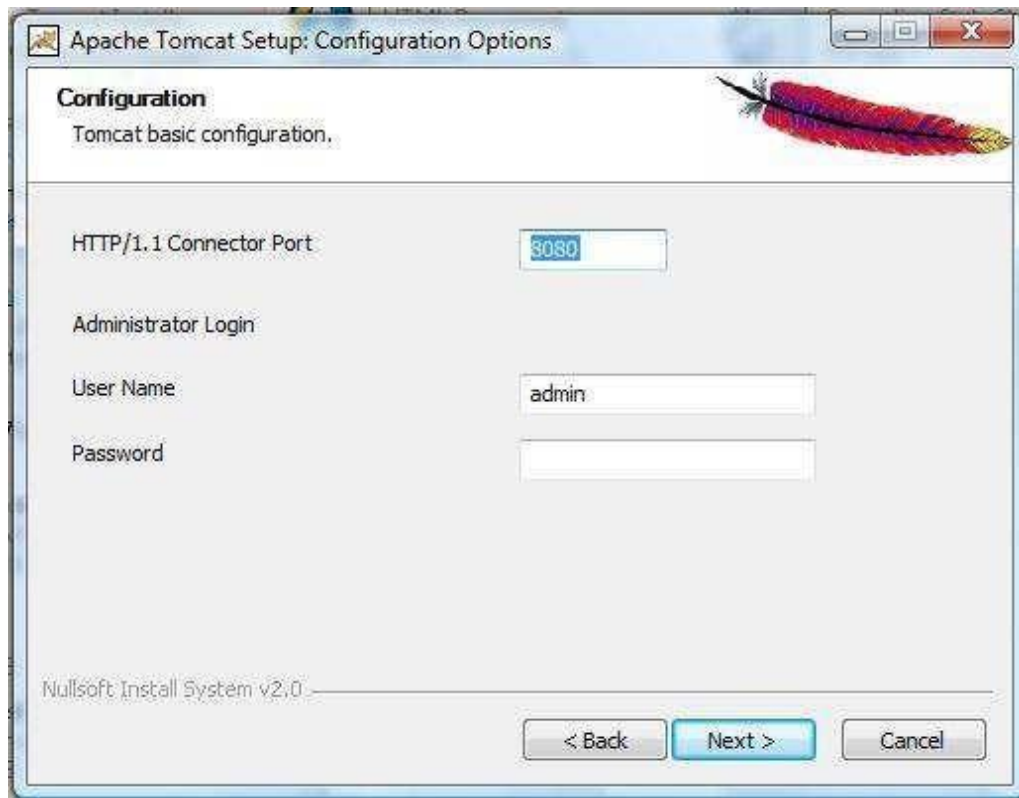 Apache Tomcat Setup: Configuration Options
Configuration
Tomcat basic configuration.
HTTP/1.1 Connector Port
8080
Administrator Login
User Name
admin
Password
Nullsoft Install System v2.0
< Back
Next >
Cancel